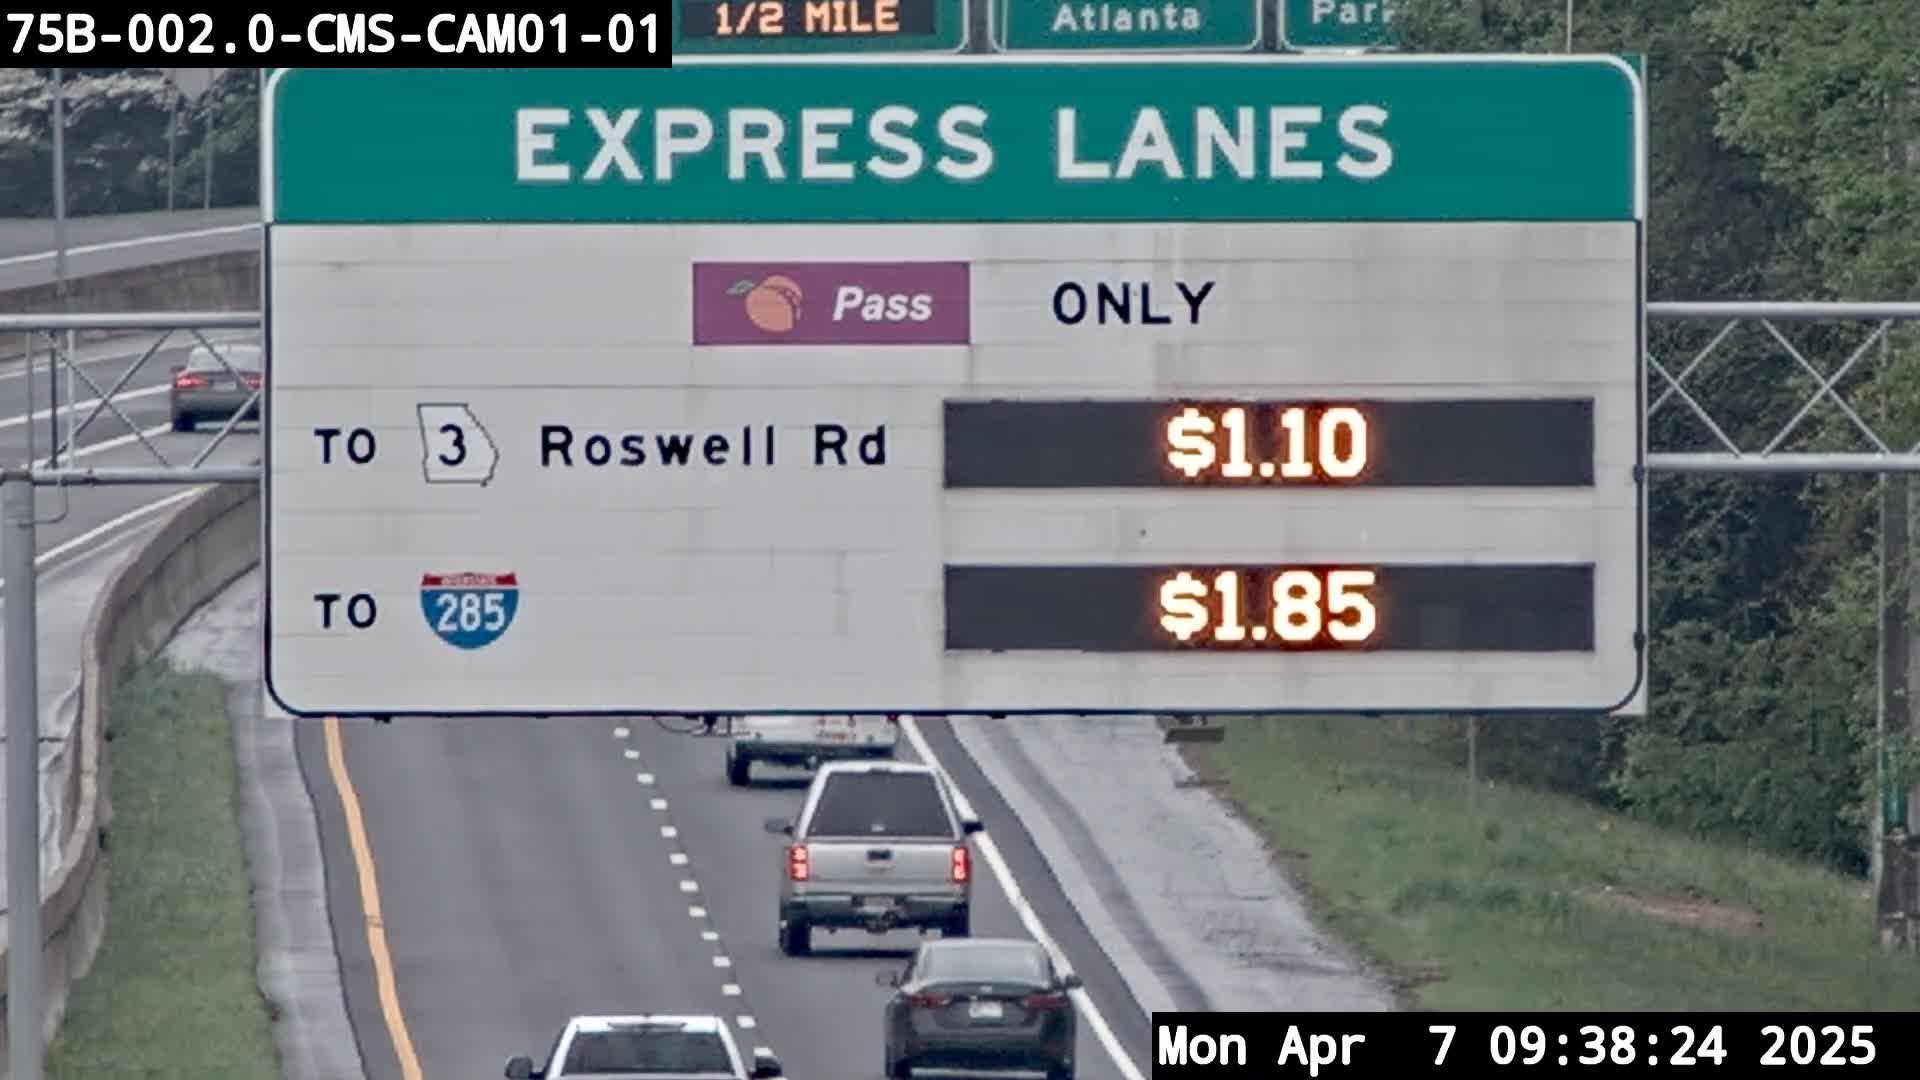 75B-002.0-CMS-CAM01-01
1/2 MILE
Atlanta
EXPRESS LANES
Pass ONLY
TO 3 Roswell Rd $1.10
TO INTERSTATE 285 $1.85
Mon Apr 7 09:38:24 2025